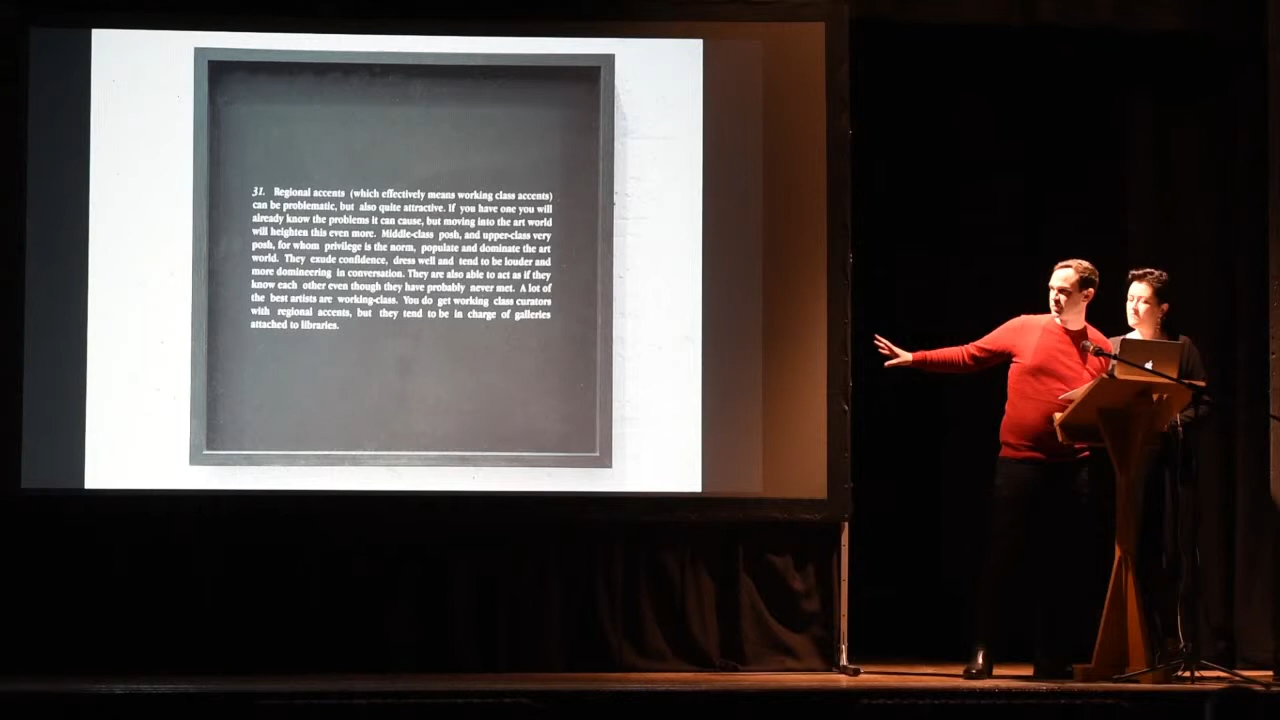 31. Regional accents (which effectively means working class accents)
can be problematic, but also quite attractive. If you have one you will
already know the problems it can cause, but moving into the art world
will heighten this even more. Middle-class posh, and upper-class very
posh, for whom privilege is the norm, populate and dominate the art
world. They exude confidence, dress well and tend to be louder and
more domineering in conversation. They are also able to act as if they
know each other even though they have probably never met. A lot of
the best artists are working-class. You do get working class curators
with regional accents, but they tend to be in charge of galleries
attached to libraries.